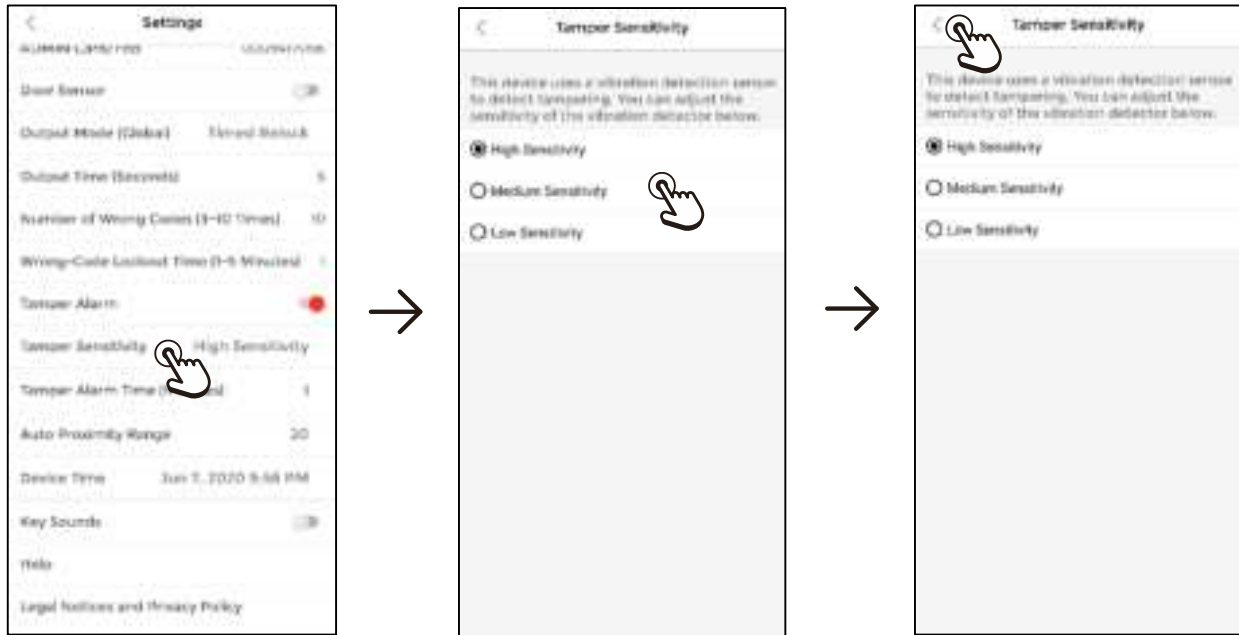 Settings
Door Sensor
Output Mode (Global) Timed Relock
Output Time (Seconds) 5
Number of Wrong Codes (3-10 Times) 10
Wrong-Code Lockout Time (1-5 Minutes) 1
Tamper Alarm
Tamper Sensitivity High Sensitivity
Tamper Alarm Time 1
Auto Proximity Range 20
Device Time Jun 7, 2020 PM
Key Sounds
Help
Legal Notices and Privacy Policy
Tamper Sensitivity
This device uses a vibration detection sensor
to detect tampering. You can adjust the
sensitivity of the vibration detector below.
High Sensitivity
Medium Sensitivity
Low Sensitivity
Tamper Sensitivity
This device uses a vibration detection sensor
to detect tampering. You can adjust the
sensitivity of the vibration detector below.
High Sensitivity
Medium Sensitivity
Low Sensitivity